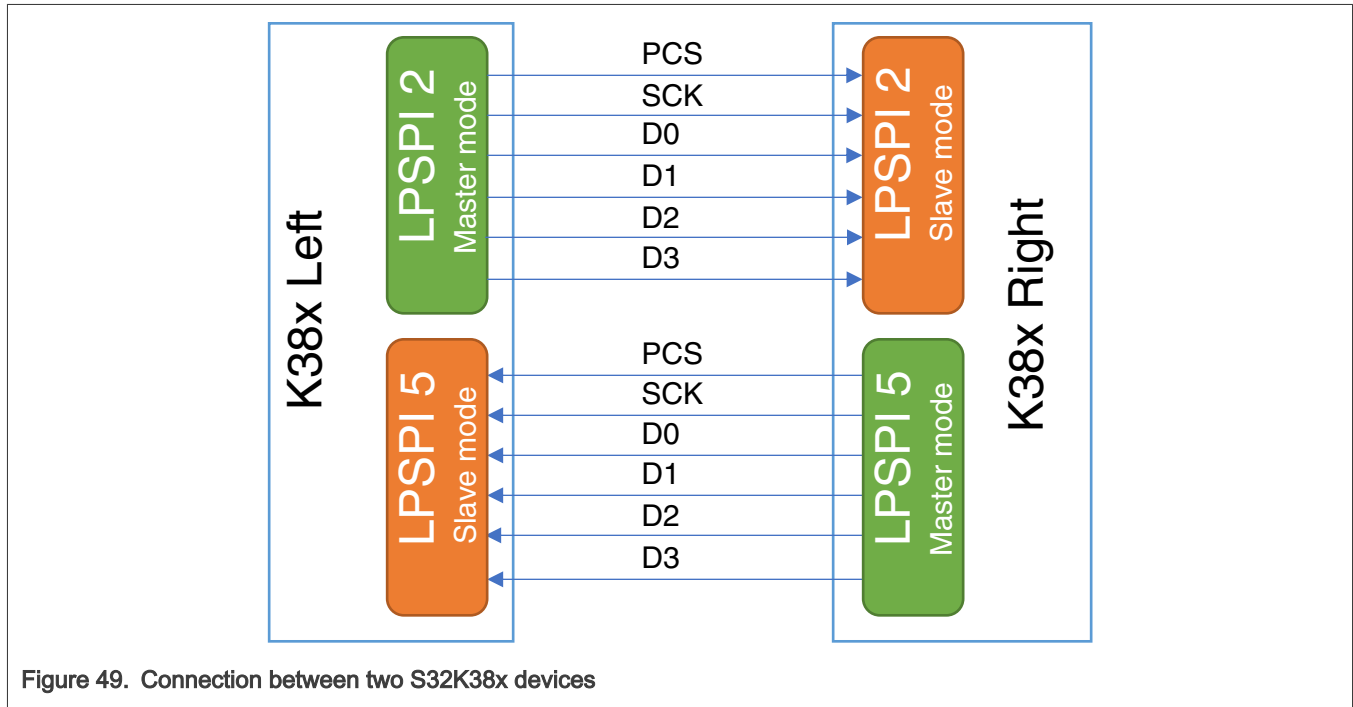 K38x Left
LPSPI 2
Master mode
PCS
SCK
D0
D1
D2
D3
LPSPI 2
Slave mode
K38x Right
LPSPI 5
Slave mode
PCS
SCK
D0
D1
D2
D3
LPSPI 5
Master mode
Figure 49. Connection between two S32K38x devices